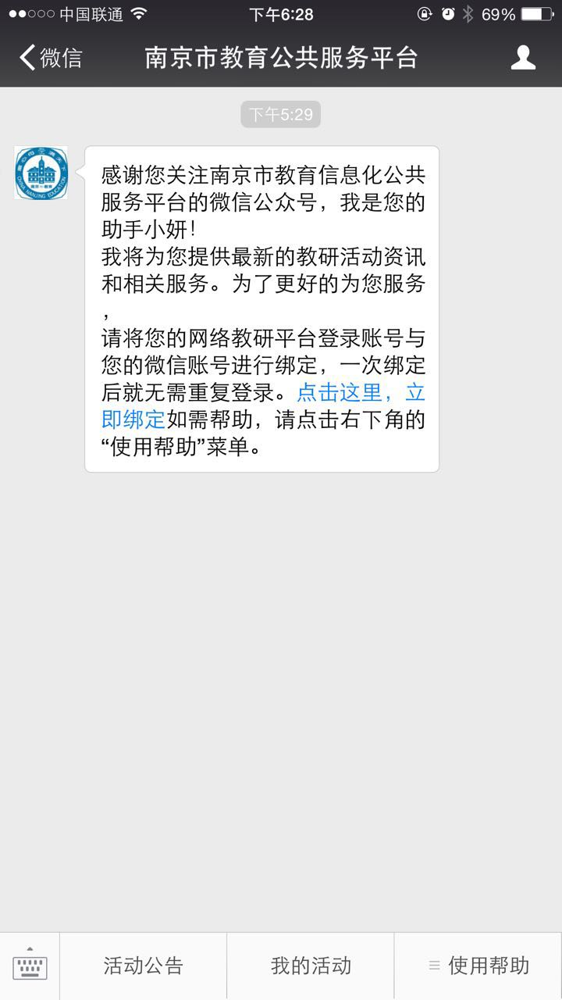 中国联通
下午6:28
69%
微信
南京市教育公共服务平台
下午5:29
感谢您关注南京市教育信息化公共
服务平台的微信公众号，我是您的
助手小妍！
我将为您提供最新的教研活动资讯
和相关服务。为了更好的为您服务
，
请将您的网络教研平台登录账号与
您的微信账号进行绑定，一次绑定
后就无需重复登录。点击这里，立
即绑定如需帮助，请点击右下角的
“使用帮助”菜单。
活动公告
我的活动
使用帮助